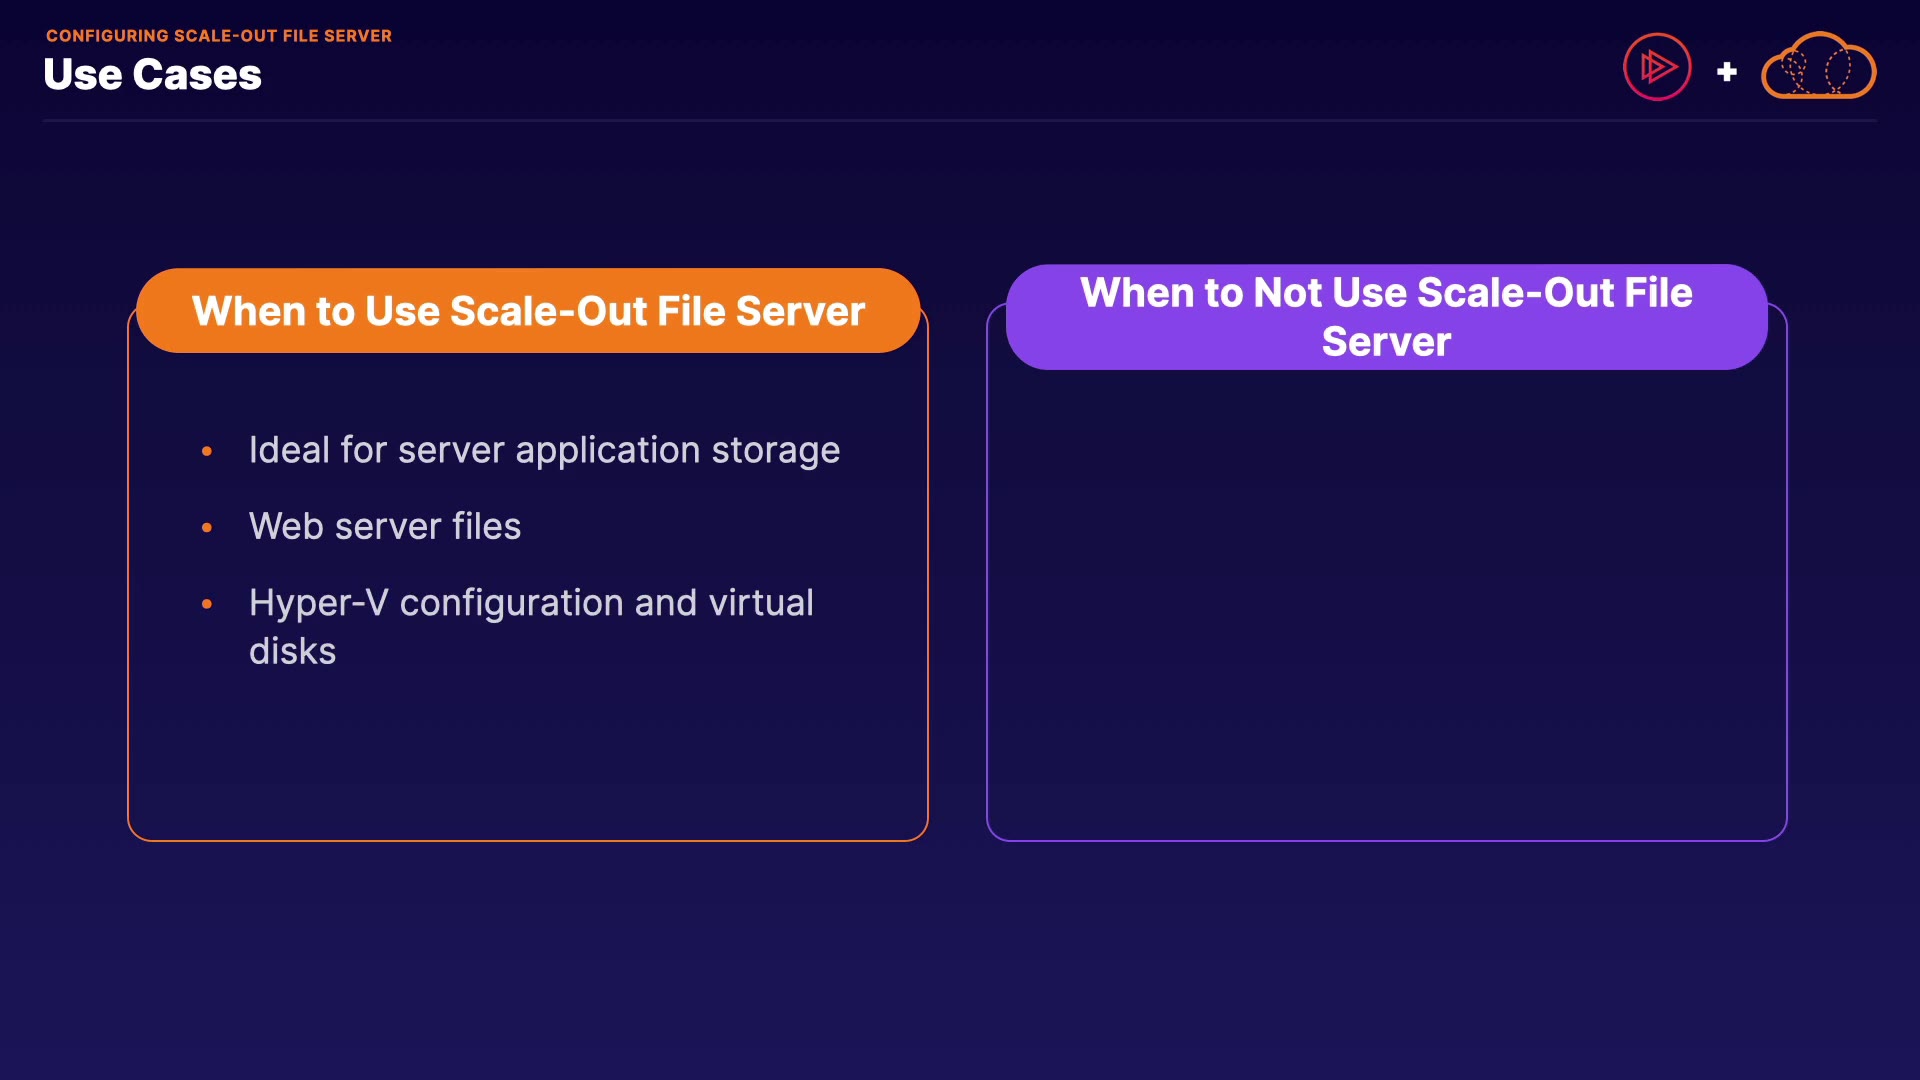 CONFIGURING SCALE-OUT FILE SERVER
Use Cases
+
When to Use Scale-Out File Server
• Ideal for server application storage
• Web server files
• Hyper-V configuration and virtual
disks
When to Not Use Scale-Out File
Server